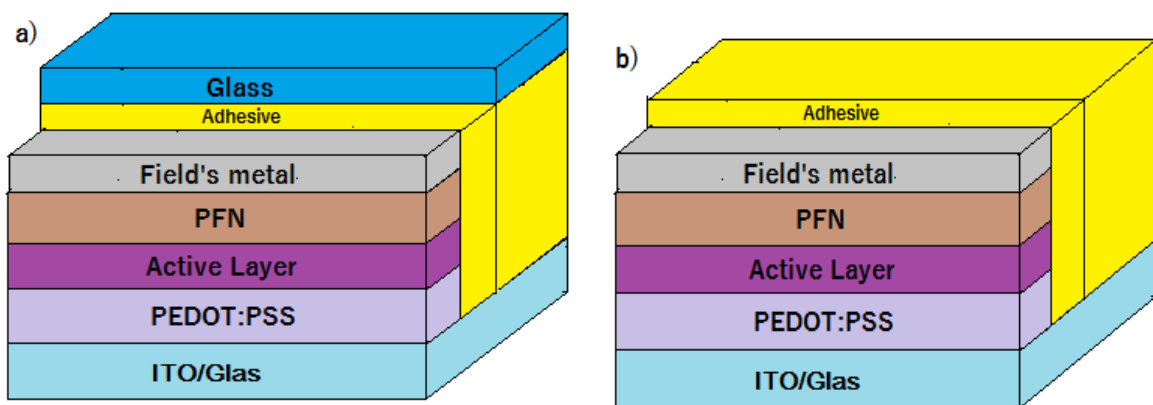 a)
Glass
Adhesive
Field's metal
PFN
Active Layer
PEDOT:PSS
ITO/Glas
b)
Adhesive
Field's metal
PFN
Active Layer
PEDOT:PSS
ITO/Glas